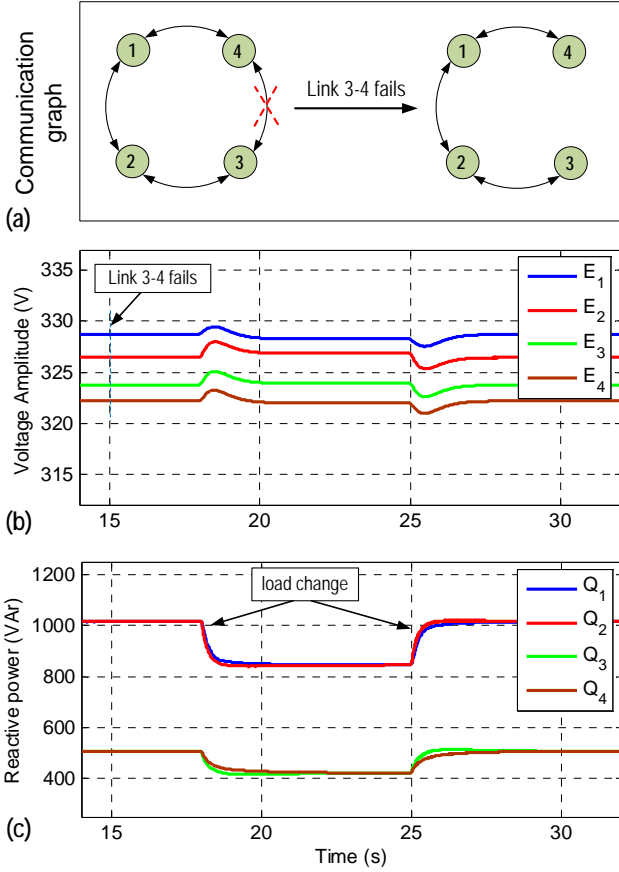 Communication
graph
1
4
2
3
Link 3-4 fails
1
4
2
3
(a)
Voltage Amplitude (V)
335
330
325
320
315
Link 3-4 fails
E1
E2
E3
E4
15
20
25
30
(b)
Reactive power (VAr)
1200
1000
800
600
400
load change
Q1
Q2
Q3
Q4
15
20
25
30
(c)
Time (s)